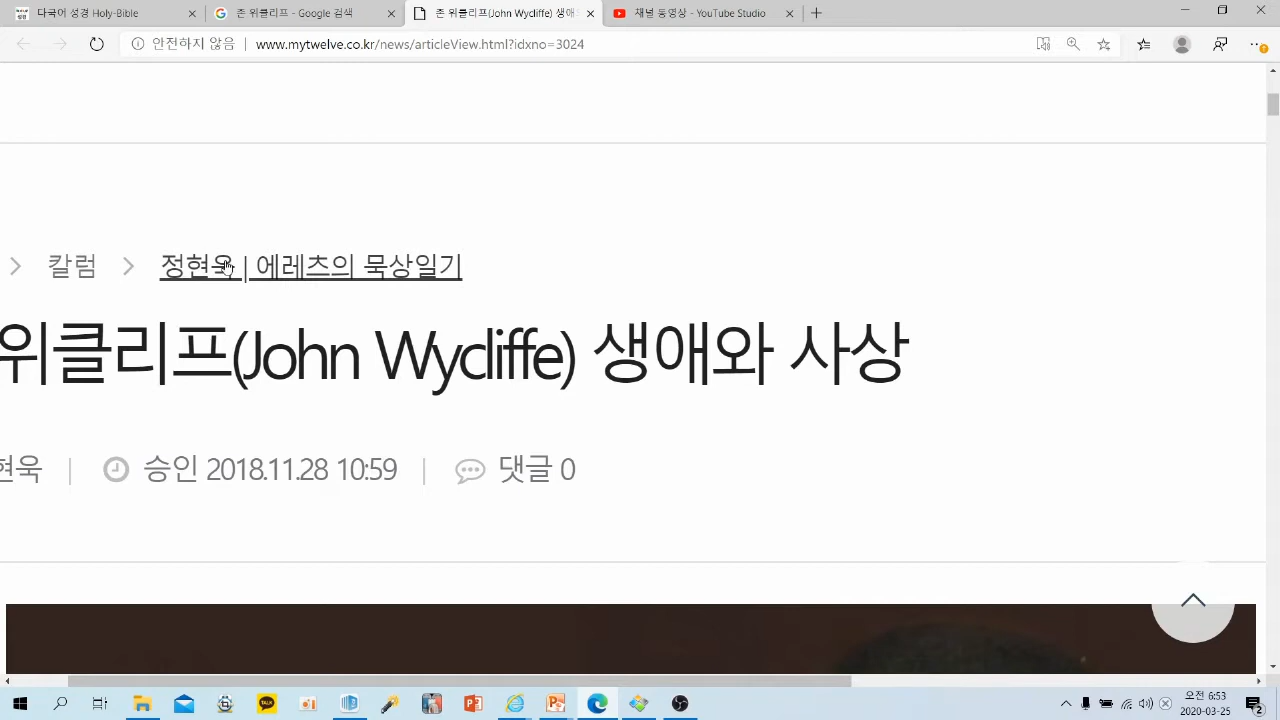 다국어 성경 Holy-Bible
존 위클리프 - Google 검색
존 위클리프(John Wycliffe) 생애
채널 동영상 - YouTube Studio
안전하지 않음 www.mytwelve.co.kr/news/articleView.html?idxno=3024
칼럼 정현욱 | 에레츠의 묵상일기
위클리프(John Wycliffe) 생애와 사상
현욱 | 승인 2018.11.28 10:59 | 댓글 0
오전 6:53
2020-03-25